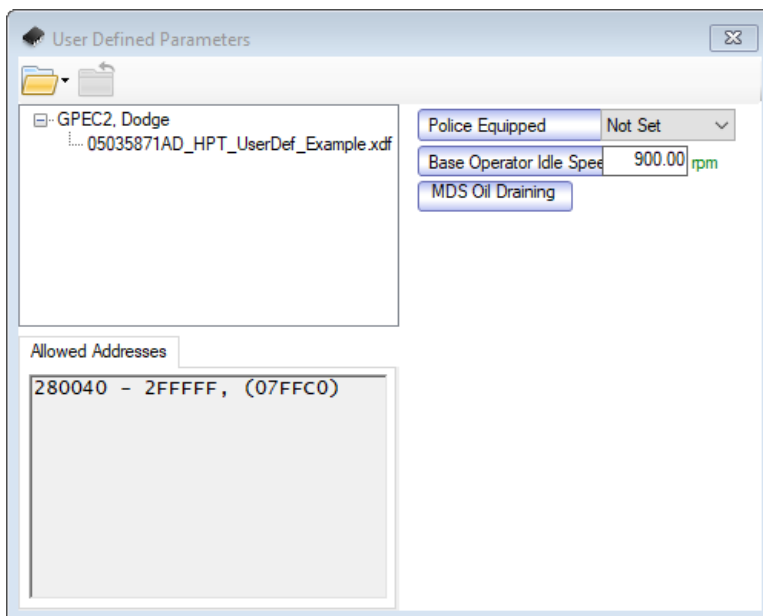 User Defined Parameters
GPEC2, Dodge
05035871AD_HPT_UserDef_Example.xdf
Police Equipped Not Set
Base Operator Idle Spee 900.00 rpm
MDS Oil Draining
Allowed Addresses
280040 - 2FFFFF, (07FFC0)